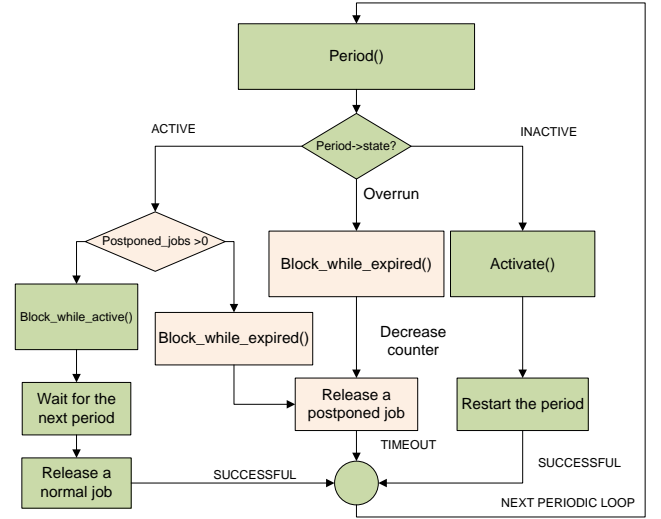 Period()
ACTIVE
INACTIVE
Period->state?
Overrun
Postponed_jobs >0
Block_while_expired()
Activate()
Block_while_active()
Block_while_expired()
Decrease
counter
Wait for the
next period
Release a
postponed job
Restart the period
TIMEOUT
Release a
normal job
SUCCESSFUL
SUCCESSFUL
NEXT PERIODIC LOOP